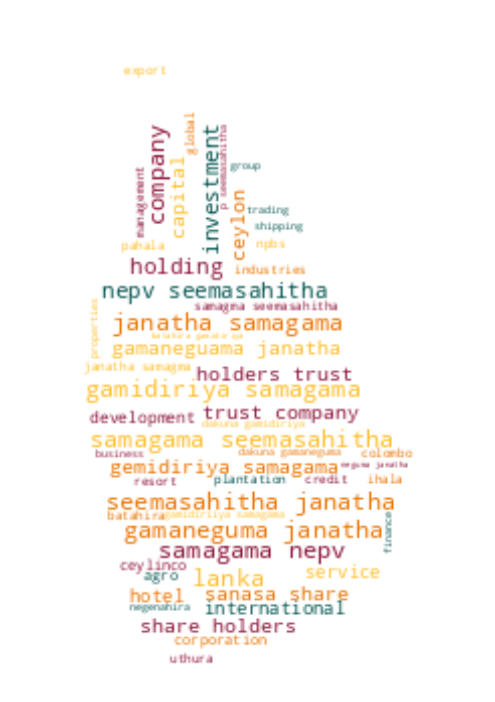 export
global
company
investment
p seemasahitha
capital
management
group
ceylon
trading
shipping
pahala
npbs
holding
industries
nepv seemasahitha
samagma seemasahitha
properties
janatha samagama
gamaneguama janatha
janatha samagma
holders trust
gamidiriya samagama
development
trust company
dakuna gamidiriya
samagama seemasahitha
business
dakuna gamaneguma
colombo
gemidiriya samagama
neguma janatha
resort
plantation
credit
ihala
seemasahitha janatha
batahira
gamidiriya samagama
gamaneguma janatha
finance
samagama nepv
ceylinco
agro
lanka
service
hotel
sanasa share
negenahira
international
share holders
corporation
uthura